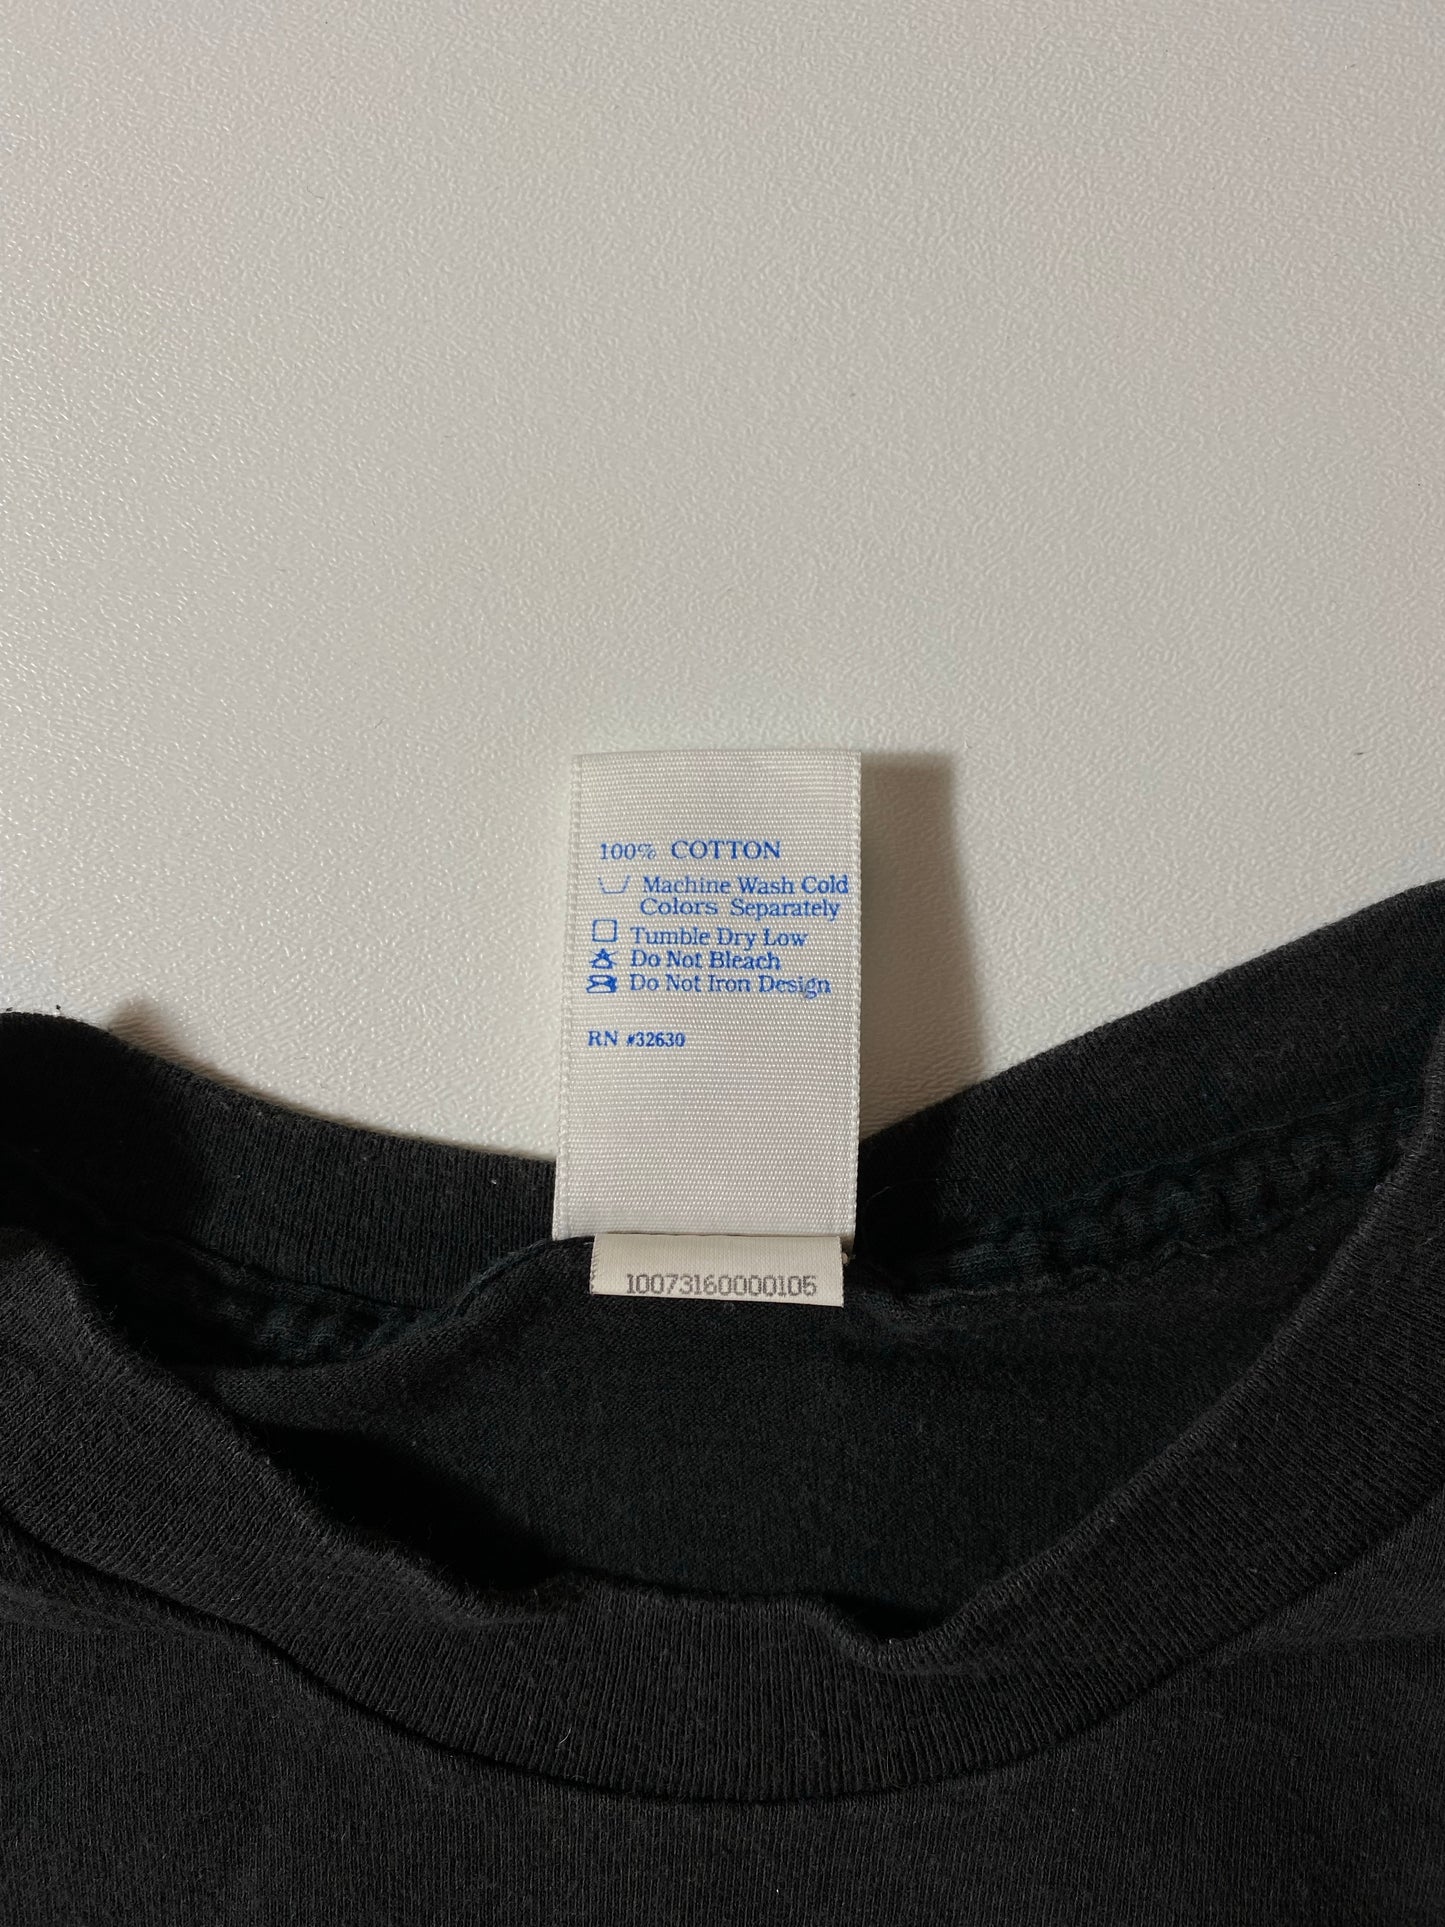 100% COTTON
Machine Wash Cold
Colors Separately
Tumble Dry Low
Do Not Bleach
Do Not Iron Design
RN #32630
10073160000105